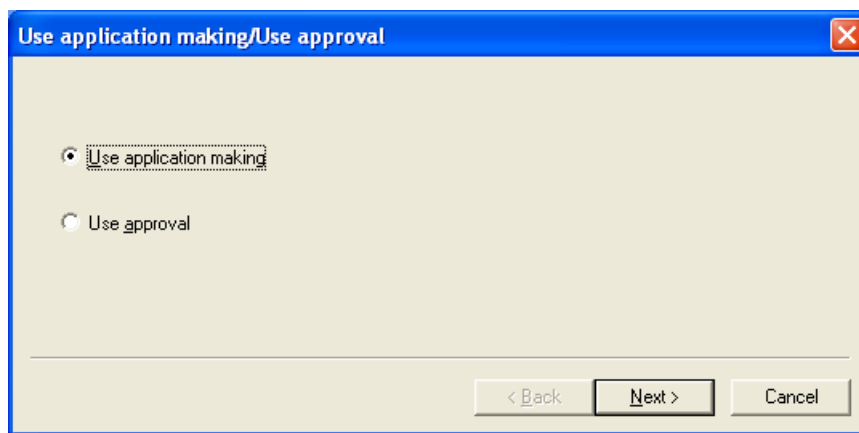 Use application making/Use approval
Use application making
Use approval
< Back Next > Cancel